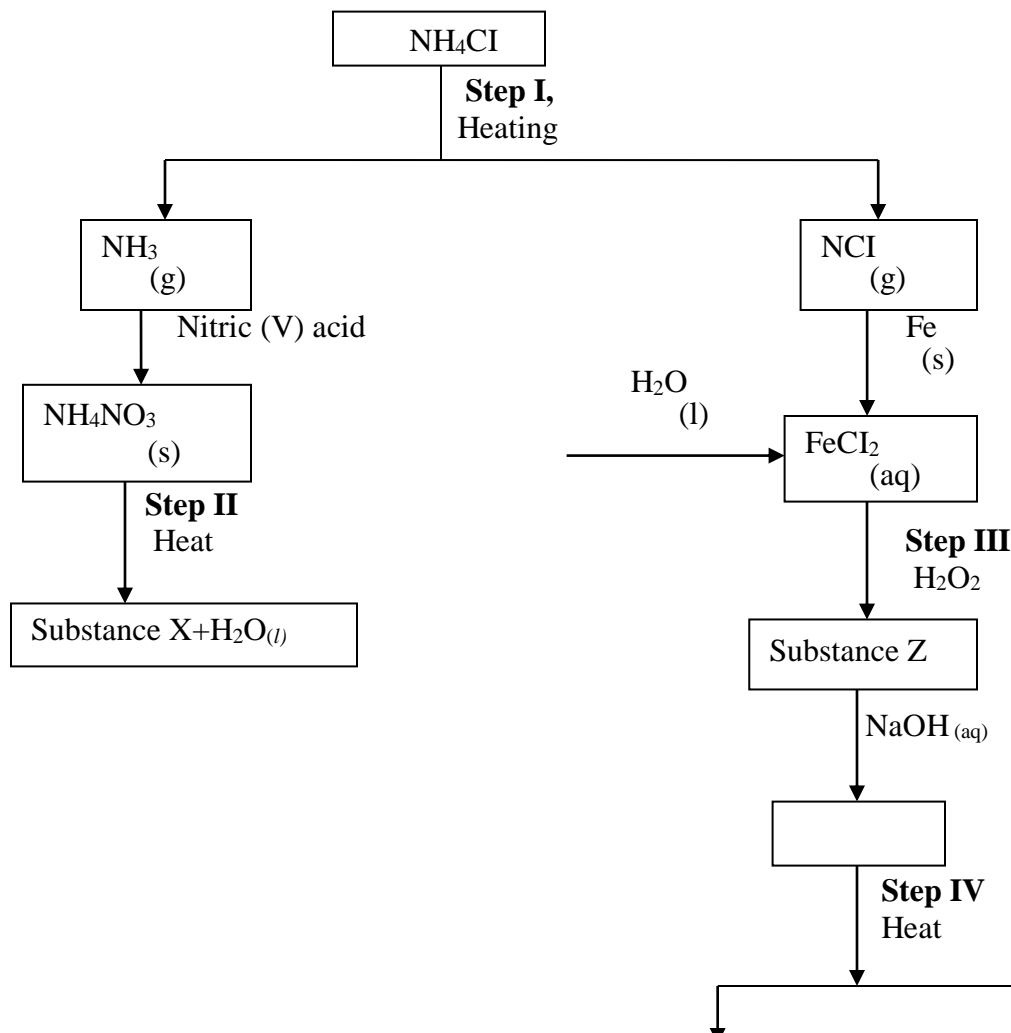 NH₄CI
Step I,
Heating
NH₃
(g)
NCI
(g)
Nitric (V) acid
Fe
(s)
H₂O
(l)
NH₄NO₃
(s)
FeCI₂
(aq)
Step II
Heat
Step III
H₂O₂
Substance X+H₂O(l)
Substance Z
NaOH (aq)
Step IV
Heat